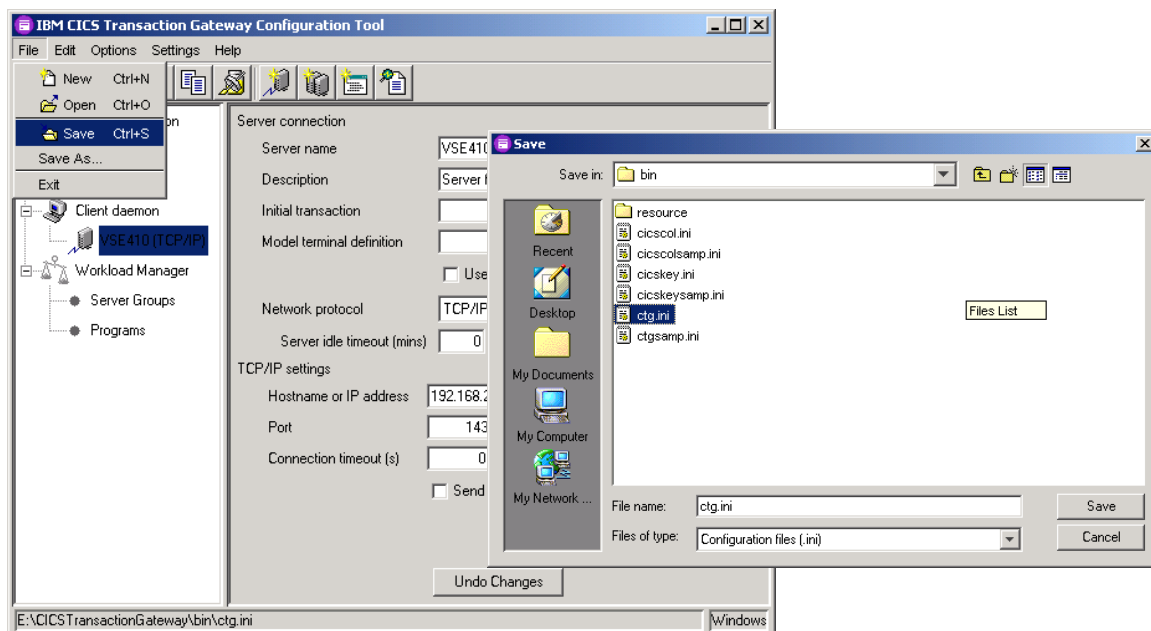 IBM CICS Transaction Gateway Configuration Tool
File Edit Options Settings Help
New Ctrl+N
Open Ctrl+O
Save Ctrl+S
Save As...
Exit
Client daemon
VSE410 (TCP/IP)
Workload Manager
Server Groups
Programs
Server connection
Server name VSE410
Description Server
Initial transaction
Model terminal definition
Use
Network protocol TCP/IP
Server idle timeout (mins) 0
TCP/IP settings
Hostname or IP address 192.168.2
Port 143
Connection timeout (s) 0
Send
Undo Changes
E:\CICSTransactionGateway\bin\ctg.ini Windows
Save
Save in: bin
Recent
Desktop
My Documents
My Computer
My Network ...
resource
cicscol.ini
cicscolsamp.ini
cicskey.ini
cicskeysamp.ini
ctg.ini
ctgsamp.ini
Files List
File name: ctg.ini Save
Files of type: Configuration files (.ini) Cancel